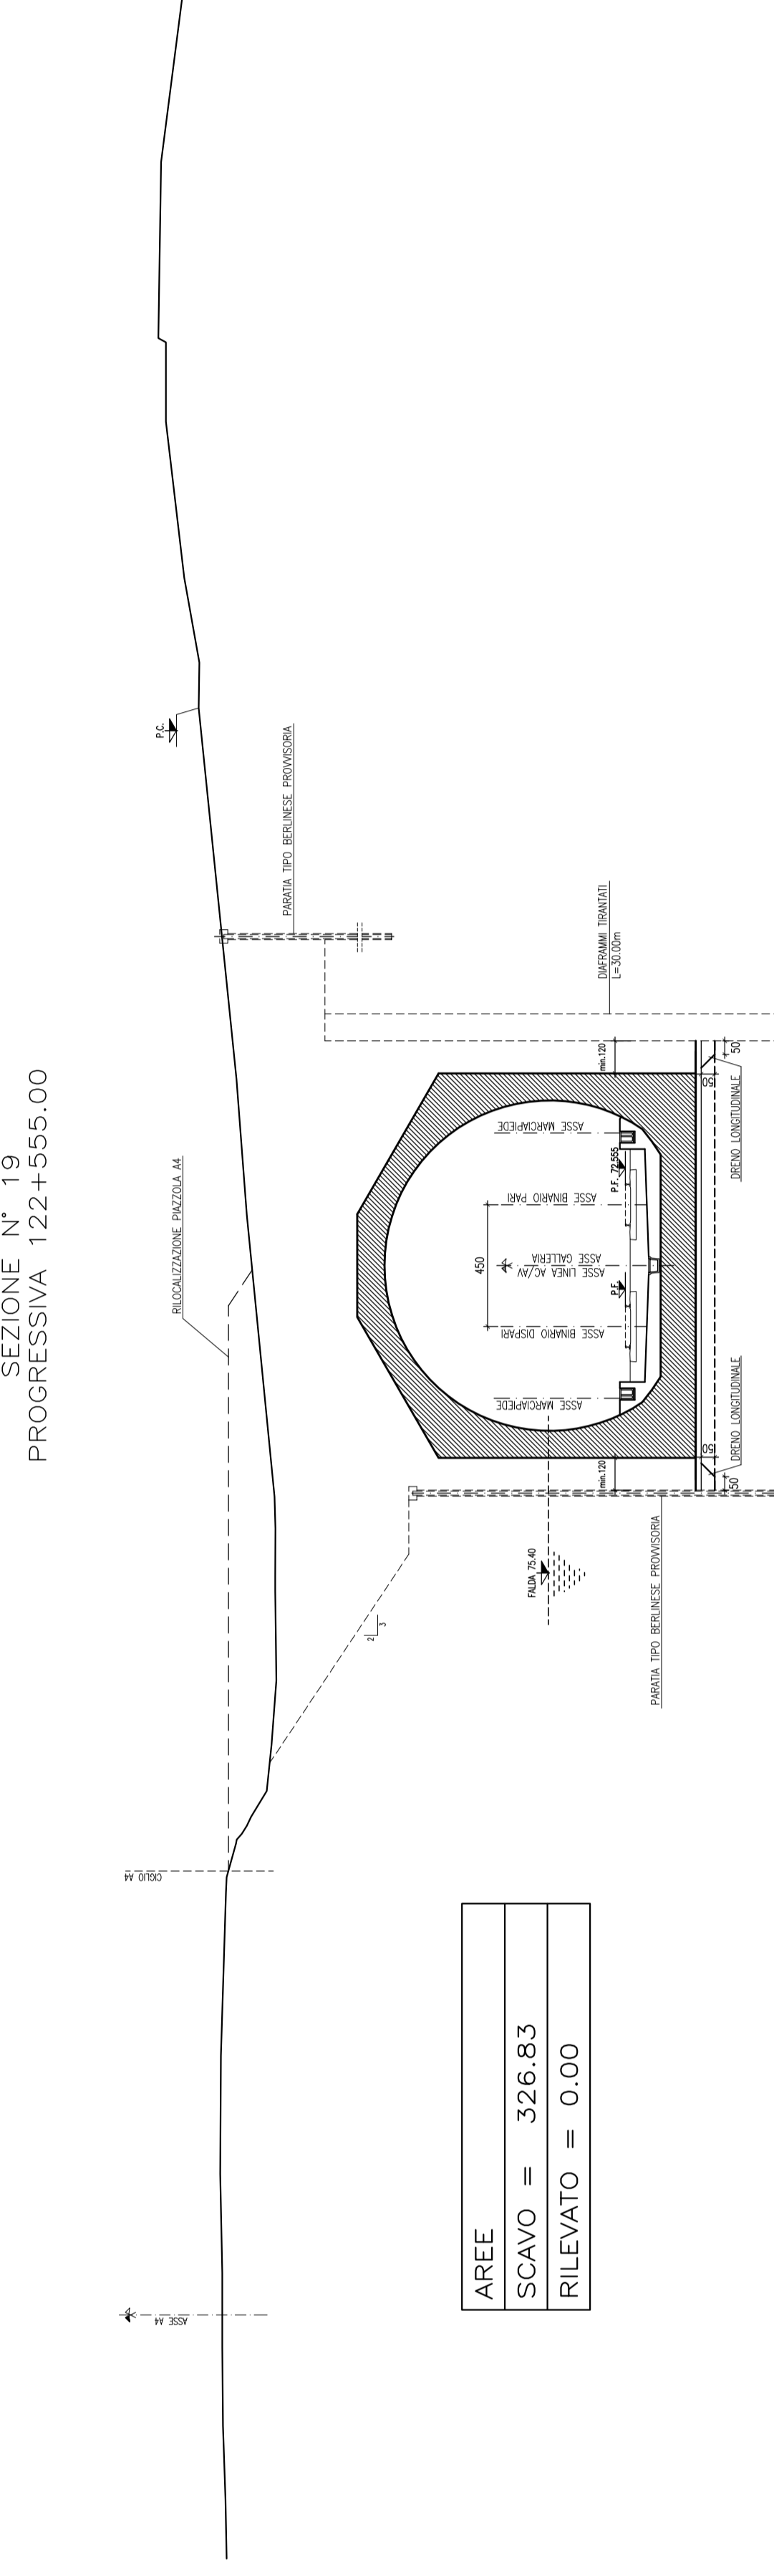 SEZIONE N° 19
PROGRESSIVA 122+555.00
P.C.
RILOCALIZZAZIONE PIAZZOLA A4
CIGLIO A4
ASSE A4
PARATIA TIPO BERLINESE PROVVISORIA
DIAFRAMMI TIRANTATI
L=30.00m
2
3
450
FALDA 75.40
ASSE MARCIAPIEDE
ASSE BINARIO DISPARI
ASSE LINEA AC/AV
ASSE GALLERIA
ASSE BINARIO PARI
ASSE MARCIAPIEDE
P.F.
P.F. 72.555
min.120
min.120
PARATIA TIPO BERLINESE PROVVISORIA
50
50
50
50
DRENO LONGITUDINALE
DRENO LONGITUDINALE
AREE
SCAVO = 326.83
RILEVATO = 0.00